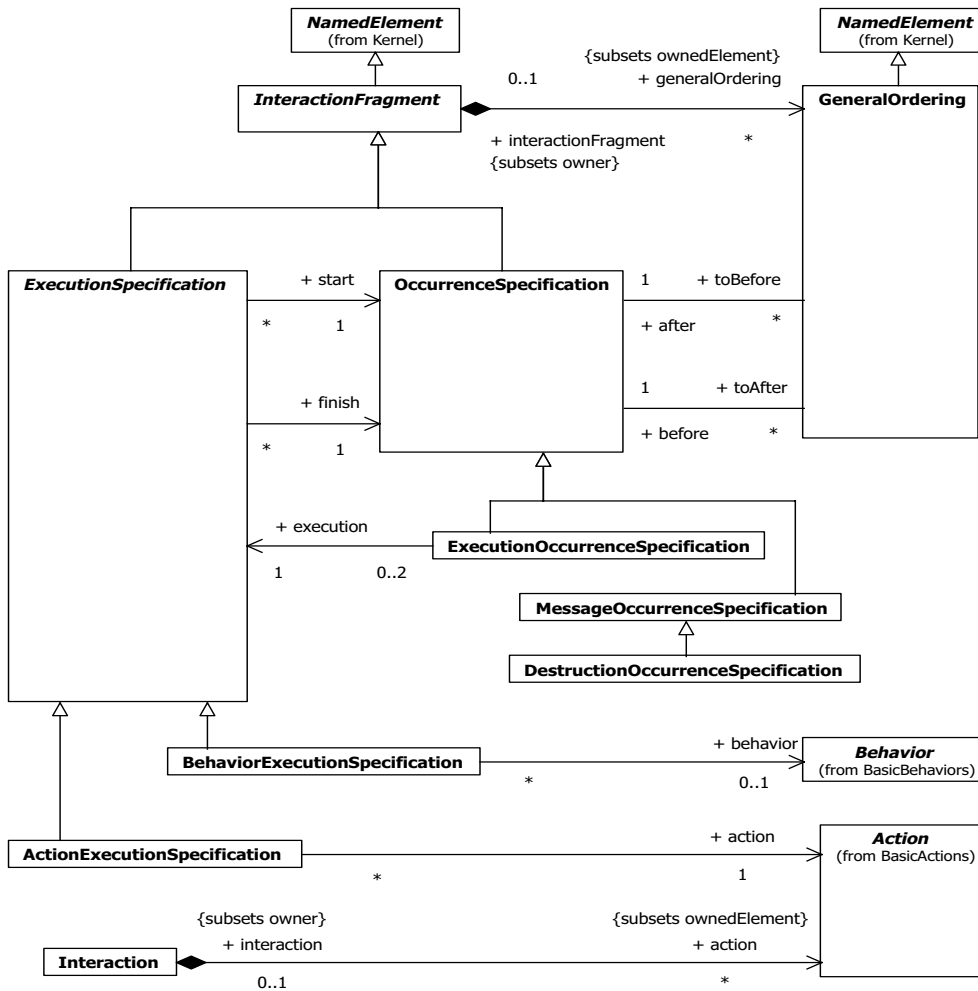 NamedElement
(from Kernel)
NamedElement
(from Kernel)
{subsets ownedElement}
0..1
+ generalOrdering
InteractionFragment
GeneralOrdering
+ interactionFragment
*
{subsets owner}
ExecutionSpecification
+ start
OccurrenceSpecification
1
+ toBefore
*
1
+ after
*
+ finish
1
+ toAfter
*
1
+ before
*
+ execution
ExecutionOccurrenceSpecification
1
0..2
MessageOccurrenceSpecification
DestructionOccurrenceSpecification
BehaviorExecutionSpecification
+ behavior
*
0..1
Behavior
(from BasicBehaviors)
ActionExecutionSpecification
+ action
*
1
Action
(from BasicActions)
{subsets owner}
{subsets ownedElement}
+ interaction
+ action
Interaction
0..1
*